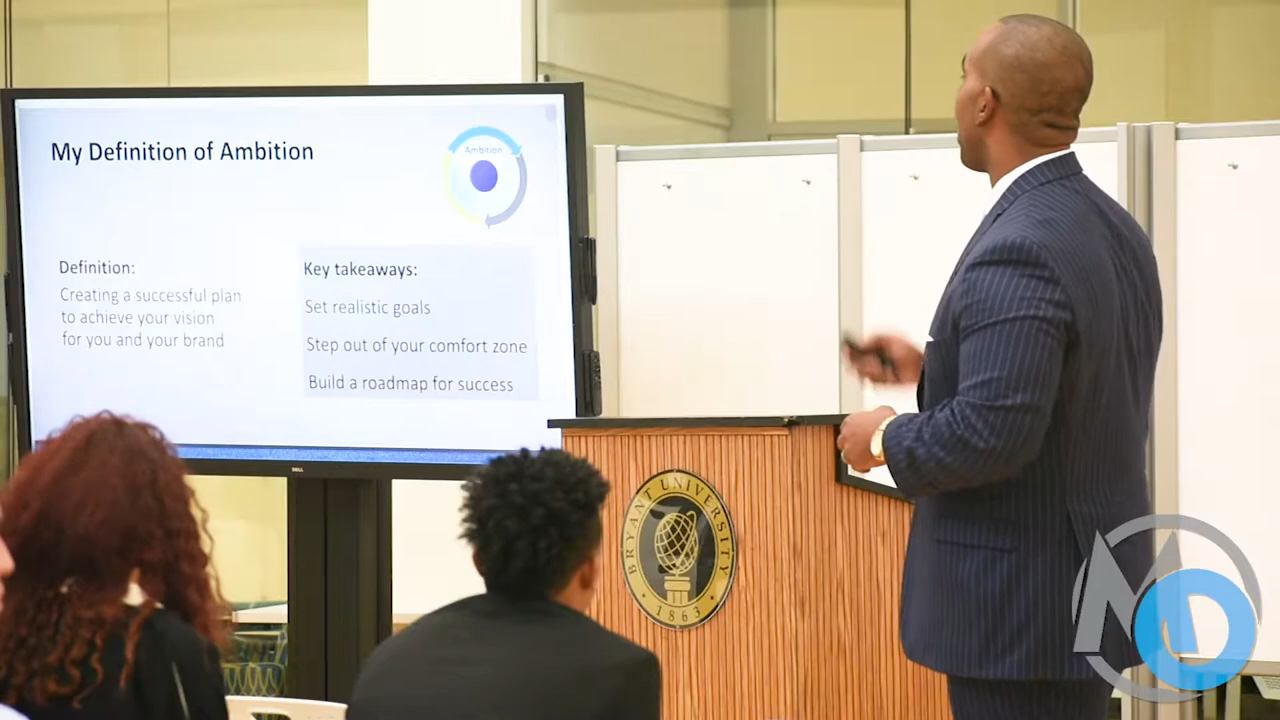 My Definition of Ambition
Ambition
Definition:
Creating a successful plan
to achieve your vision
for you and your brand
Key takeaways:
Set realistic goals
Step out of your comfort zone
Build a roadmap for success
DELL
BRYANT UNIVERSITY
1863
MD